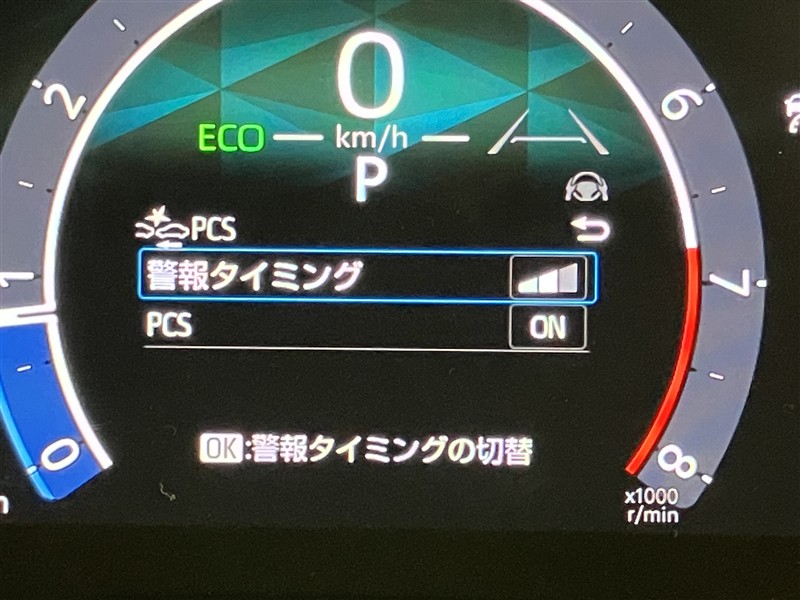 0
ECO km/h
P
PCS
警報タイミング
PCS ON
OK:警報タイミングの切替
0
1
2
6
7
8
x1000
r/min